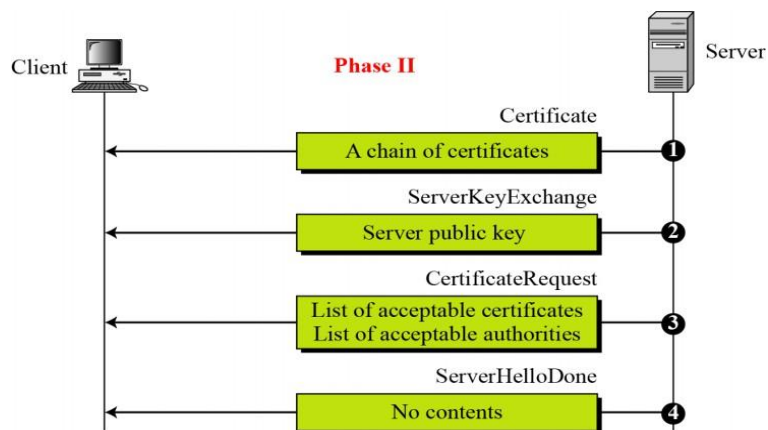 Client
Phase II
Server
Certificate
A chain of certificates
1
ServerKeyExchange
Server public key
2
CertificateRequest
List of acceptable certificates
List of acceptable authorities
3
ServerHelloDone
No contents
4